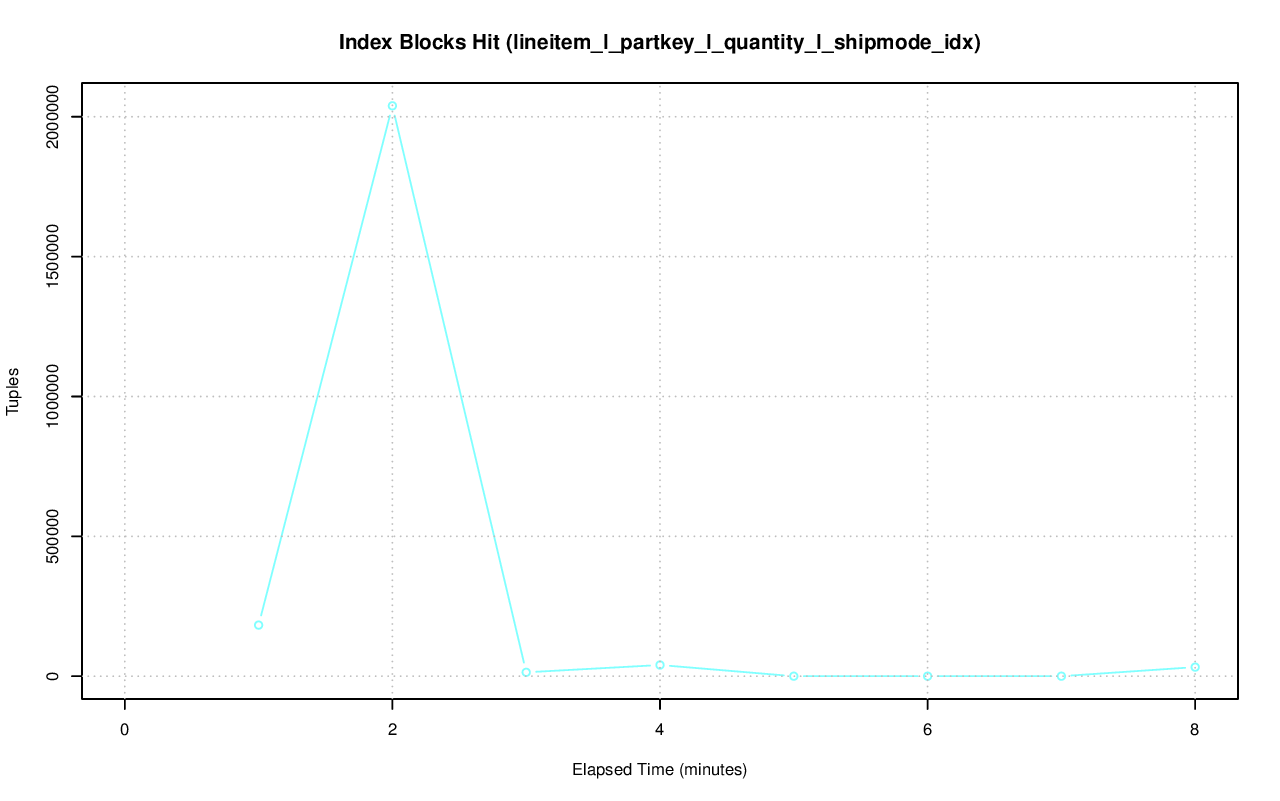 Index Blocks Hit (lineitem_l_partkey_l_quantity_l_shipmode_idx)
Tuples
2000000
1500000
1000000
500000
0
0 2 4 6 8
Elapsed Time (minutes)